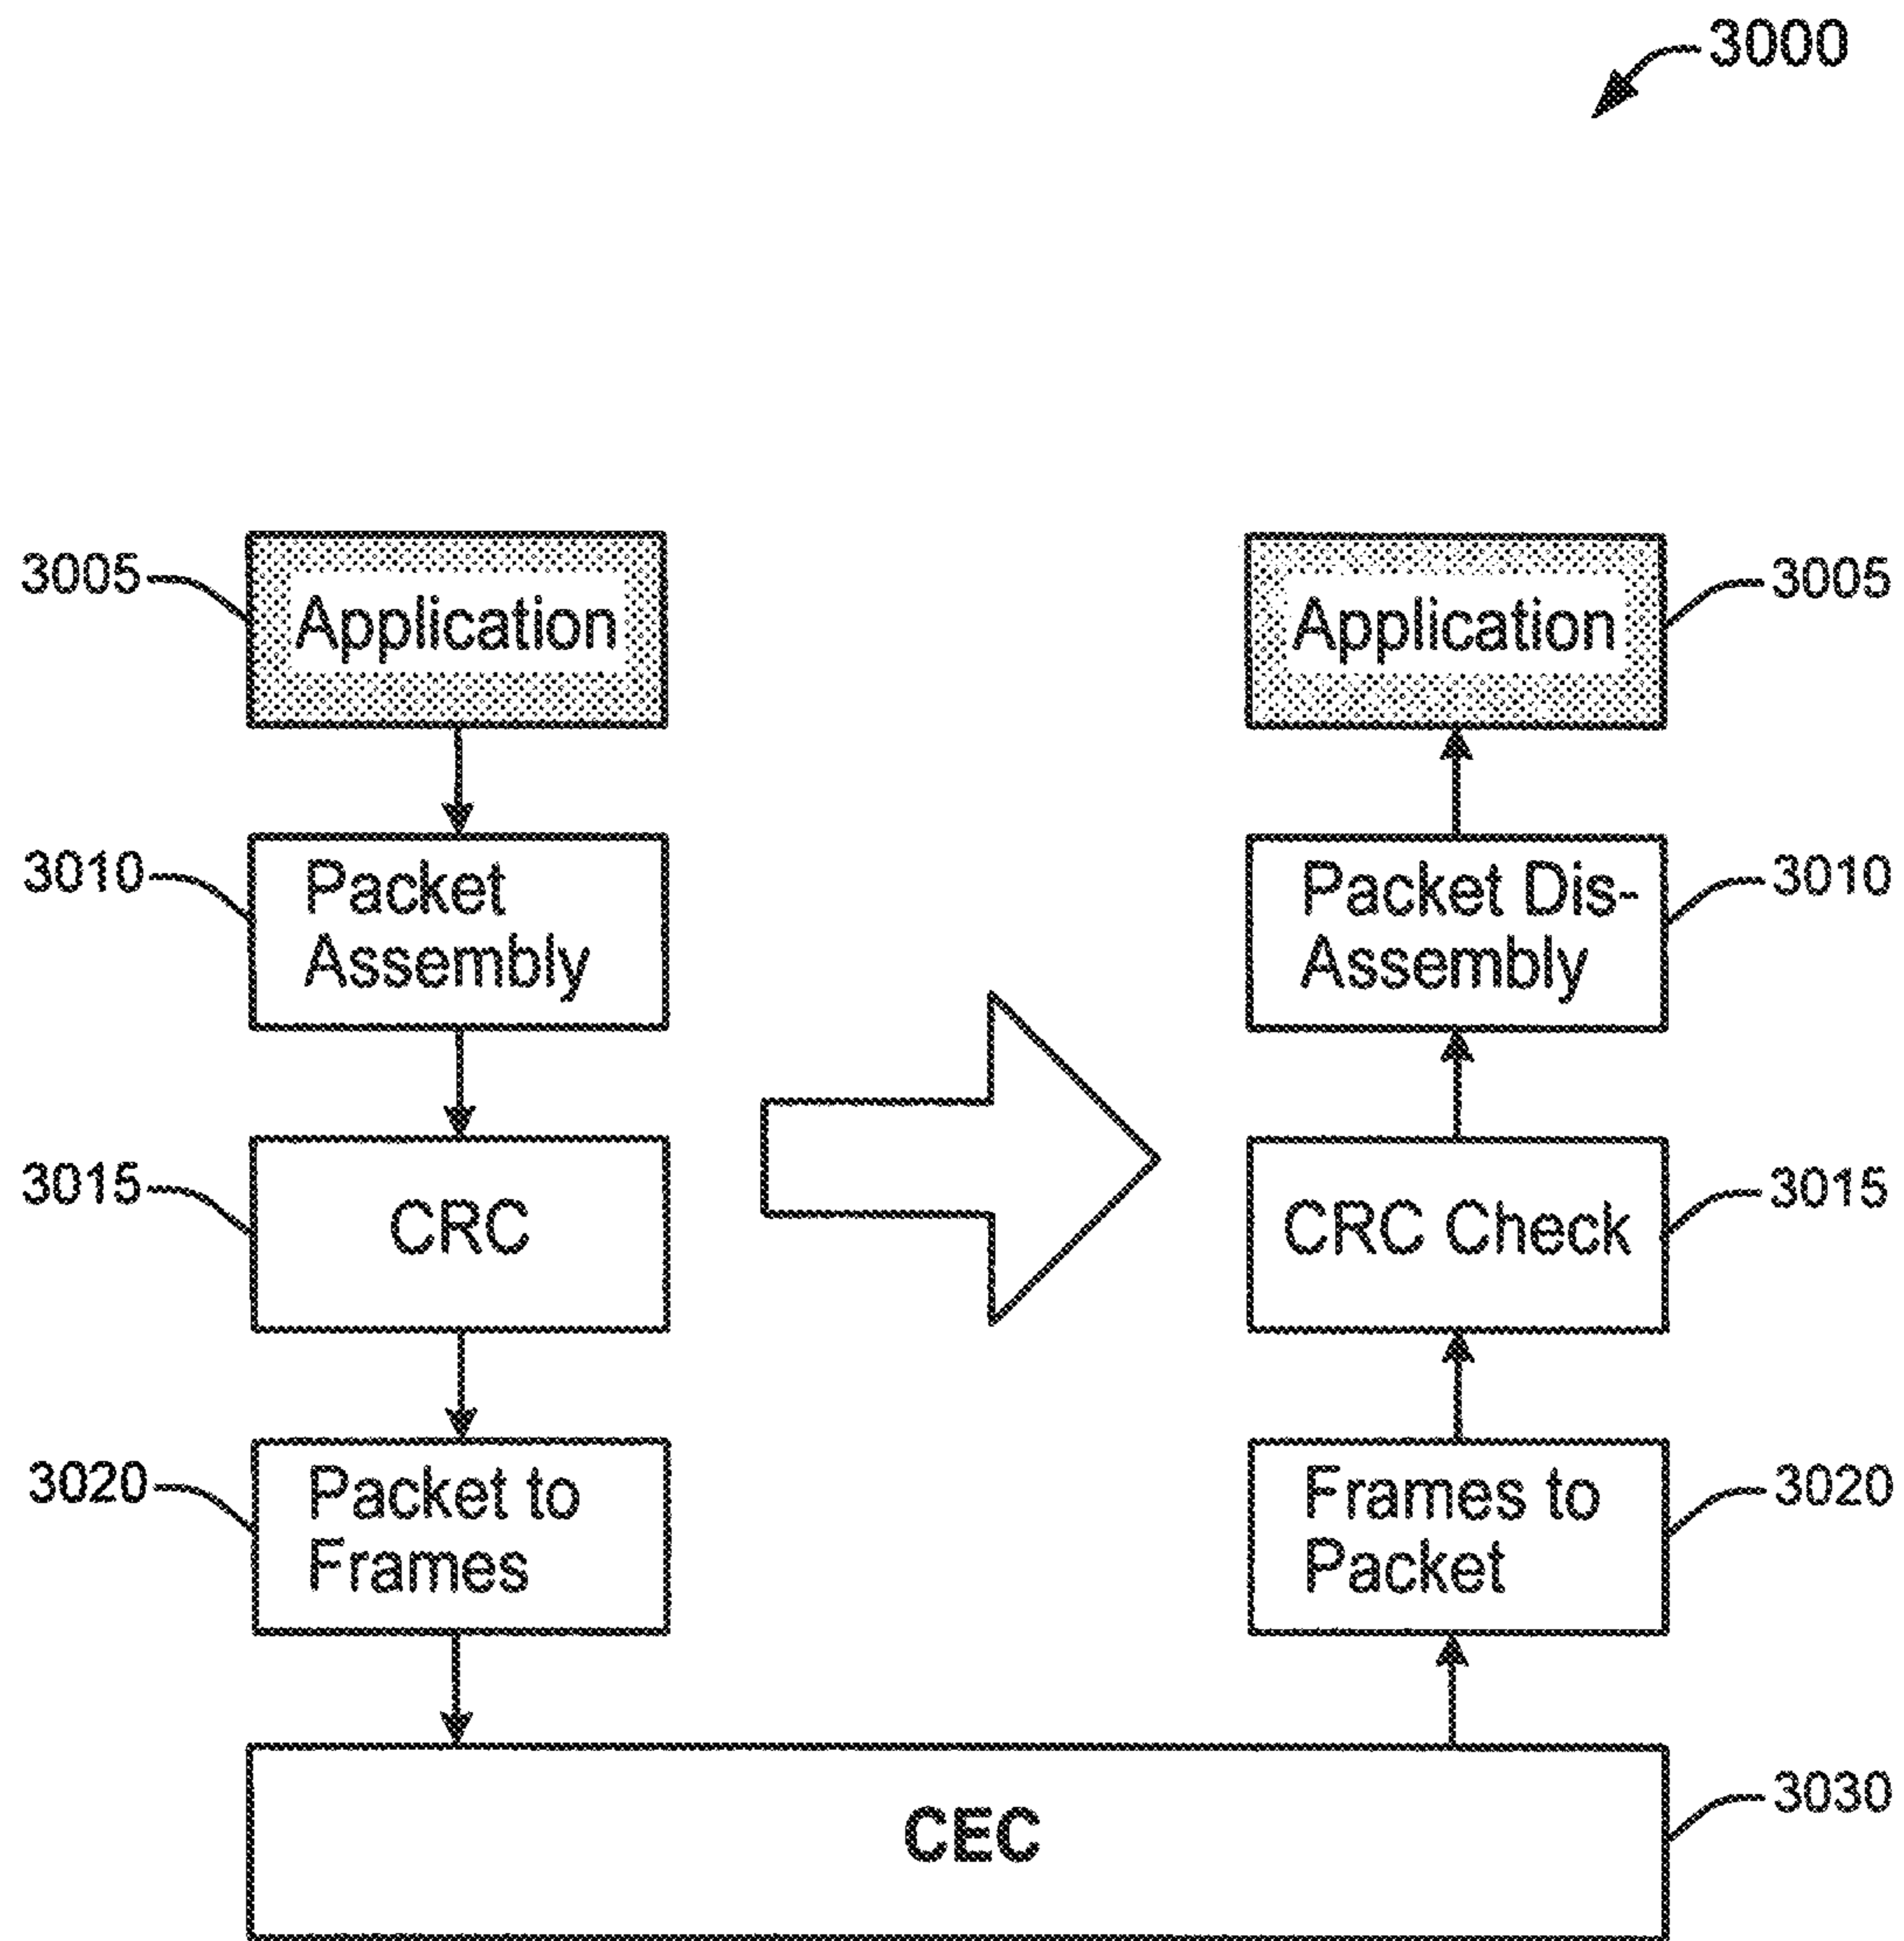 3000
3005
Application
Application
3005
3010
Packet
Assembly
Packet Dis-
Assembly
3010
3015
CRC
CRC Check
3015
3020
Packet to
Frames
Frames to
Packet
3020
CEC
3030